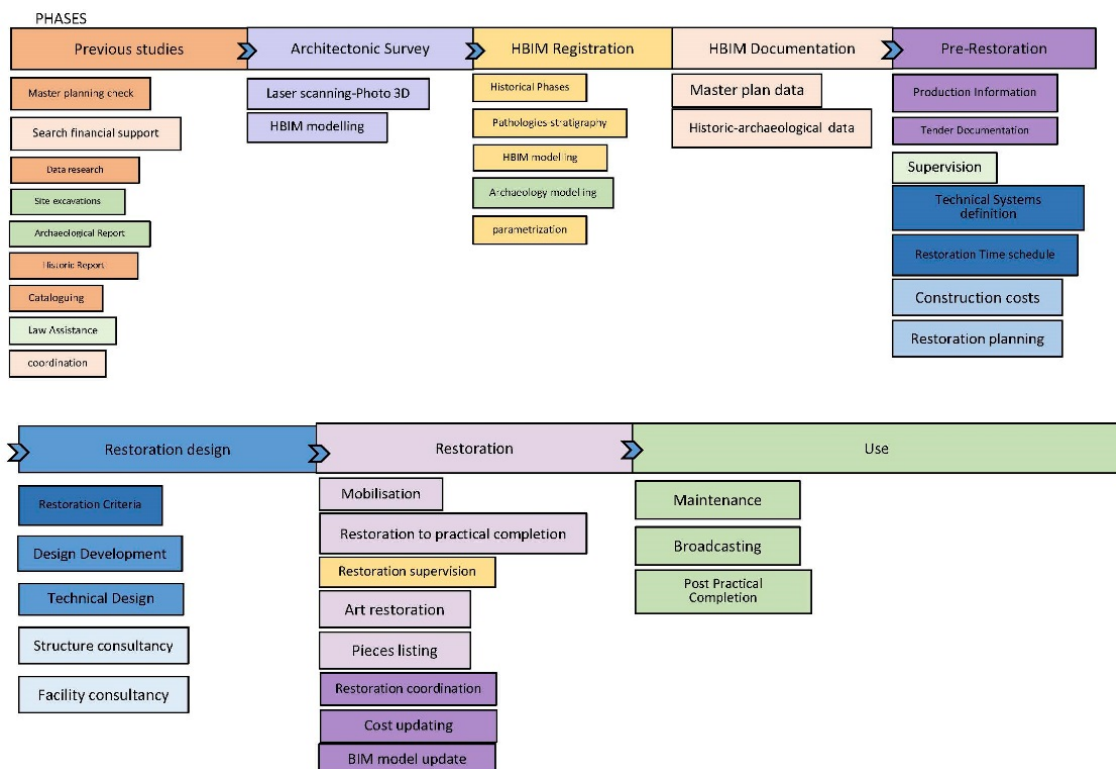 PHASES
Previous studies
Architectonic Survey
HBIM Registration
HBIM Documentation
Pre-Restoration
Master planning check
Search financial support
Data research
Site excavations
Archaeological Report
Historic Report
Cataloguing
Law Assistance
coordination
Laser scanning-Photo 3D
HBIM modelling
Historical Phases
Pathologies stratigraphy
HBIM modelling
Archaeology modeling
parametrization
Master plan data
Historic-archaeological data
Production Information
Tender Documentation
Supervision
Technical Systems
definition
Restoration Time schedule
Construction costs
Restoration planning
Restoration design
Restoration
Use
Restoration Criteria
Design Development
Technical Design
Structure consultancy
Facility consultancy
Mobilisation
Restoration to practical completion
Restoration supervision
Art restoration
Pieces listing
Restoration coordination
Cost updating
BIM model update
Maintenance
Broadcasting
Post Practical
Completion